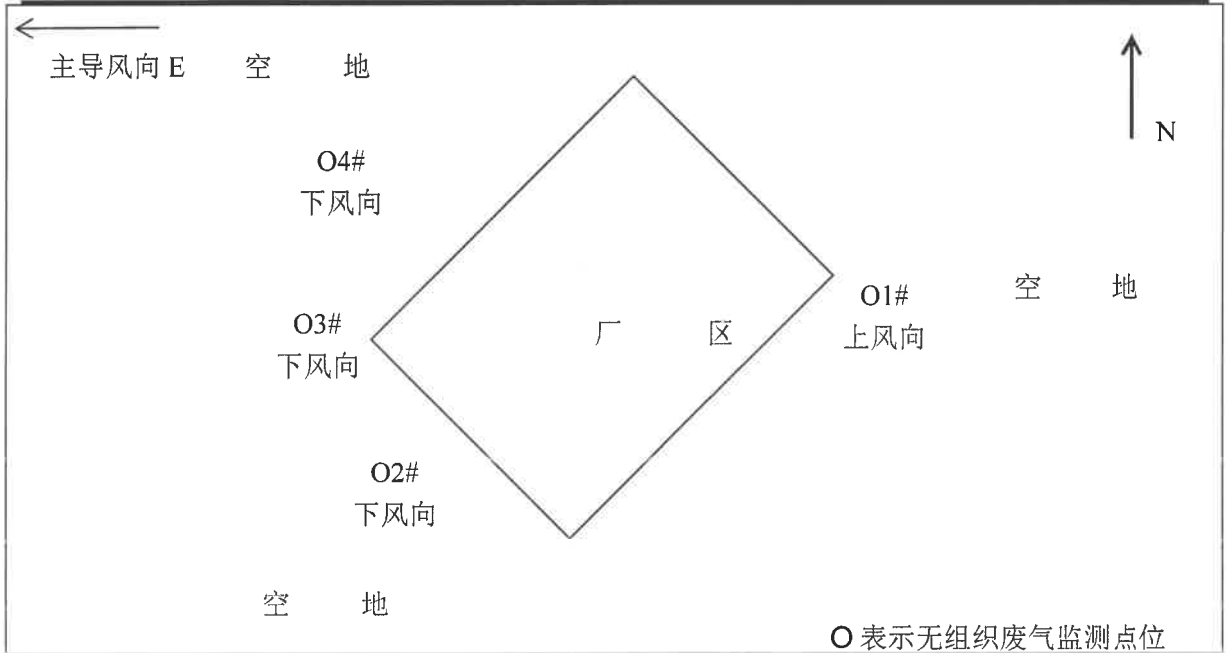 主导风向 E 空 地
N
O4#
下风向
O1#
上风向
空 地
O3#
下风向
厂 区
O2#
下风向
空 地
O 表示无组织废气监测点位